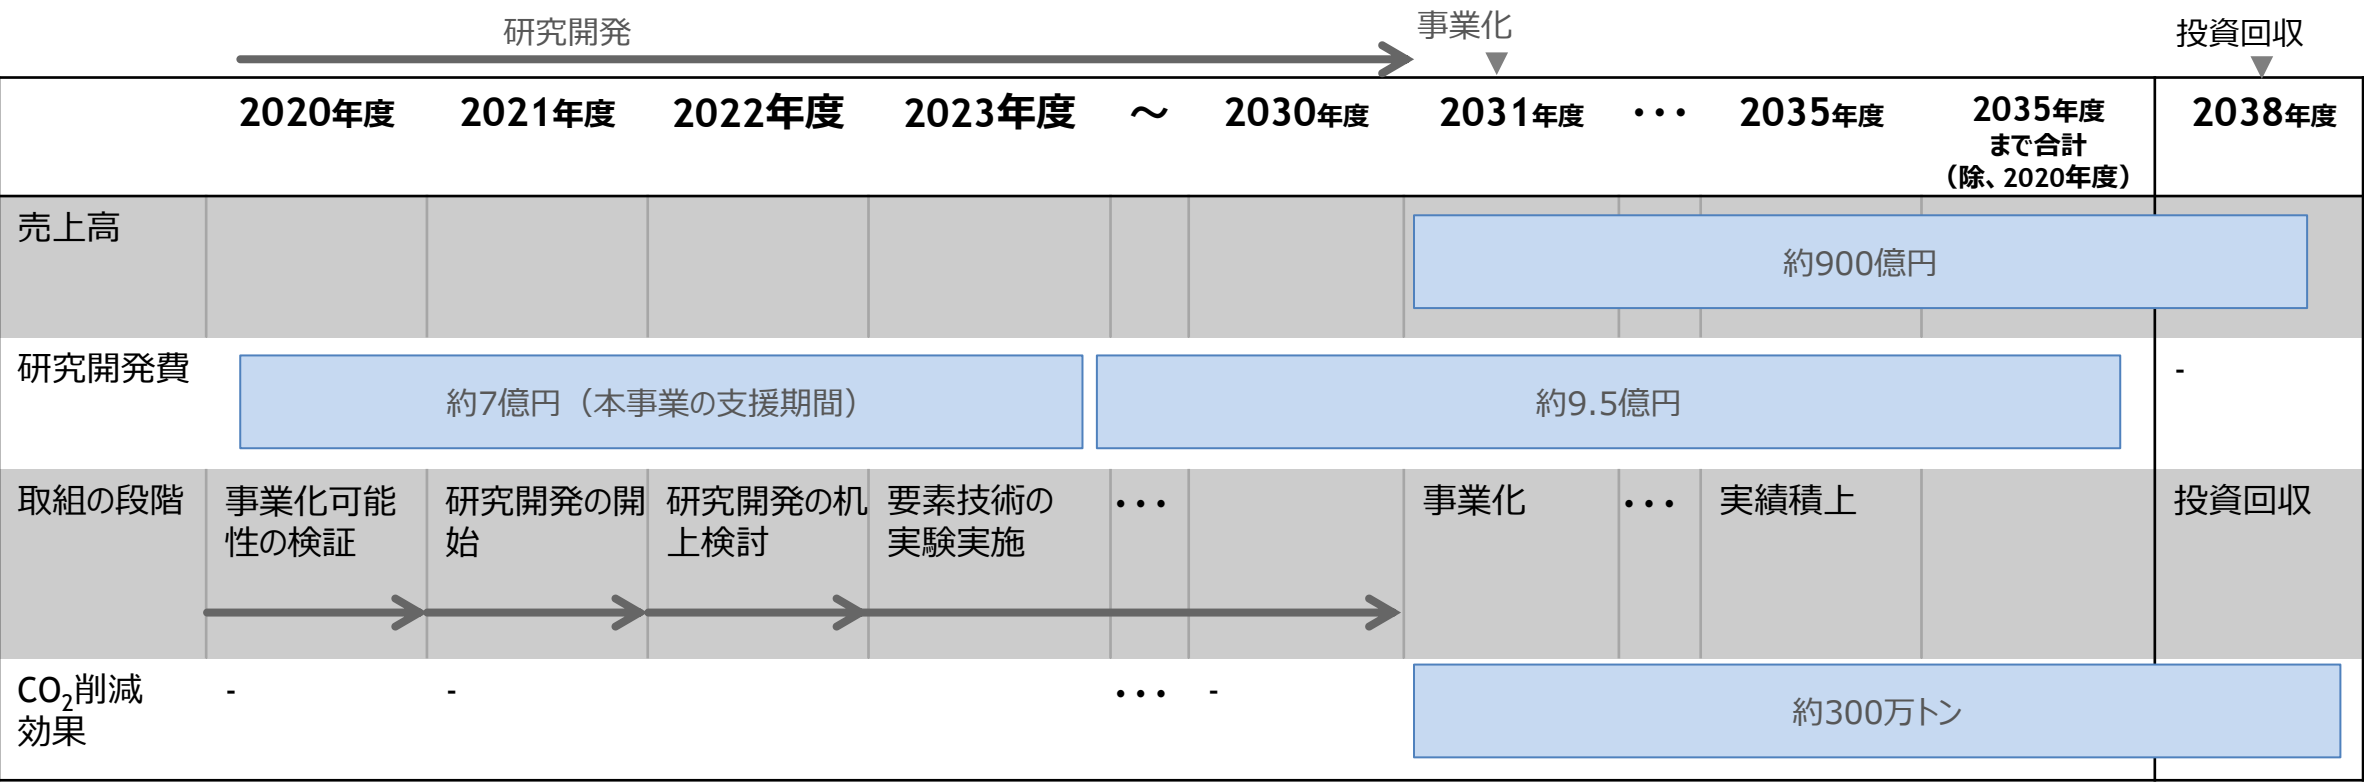 研究開発
事業化
投資回収
2020年度 2021年度 2022年度 2023年度 ～ 2030年度 2031年度 ・・・ 2035年度 2035年度 2038年度
まで合計
（除、2020年度）
売上高
約900億円
研究開発費 -
約7億円（本事業の支援期間） 約9.5億円
取組の段階 事業化可能 研究開発の開 研究開発の机 要素技術の ・・・ 事業化 ・・・ 実績積上 投資回収
性の検証 始 上検討 実験実施
CO₂削減 - - ・・・ -
効果
約300万トン